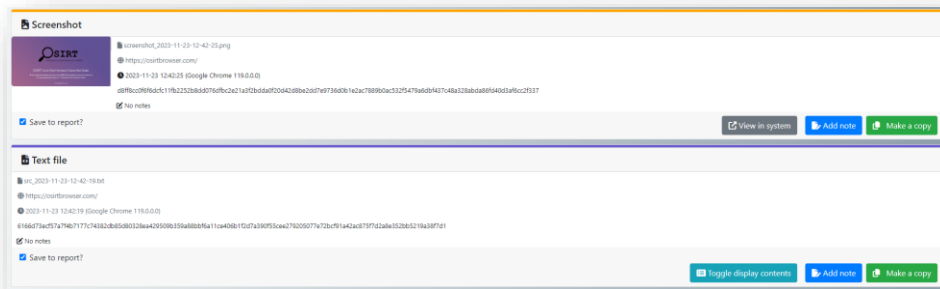 Screenshot
OSIRT
screenshot_2023-11-23-12-42-25.png
https://osirtbrowser.com/
2023-11-23 12:42:25 (Google Chrome 119.0.0.0)
No notes
Save to report?
View in system
Add note
Make a copy
Text file
src_2023-11-23-12-42-19.txt
https://osirtbrowser.com/
2023-11-23 12:42:19 (Google Chrome 119.0.0.0)
No notes
Save to report?
Toggle display contents
Add note
Make a copy